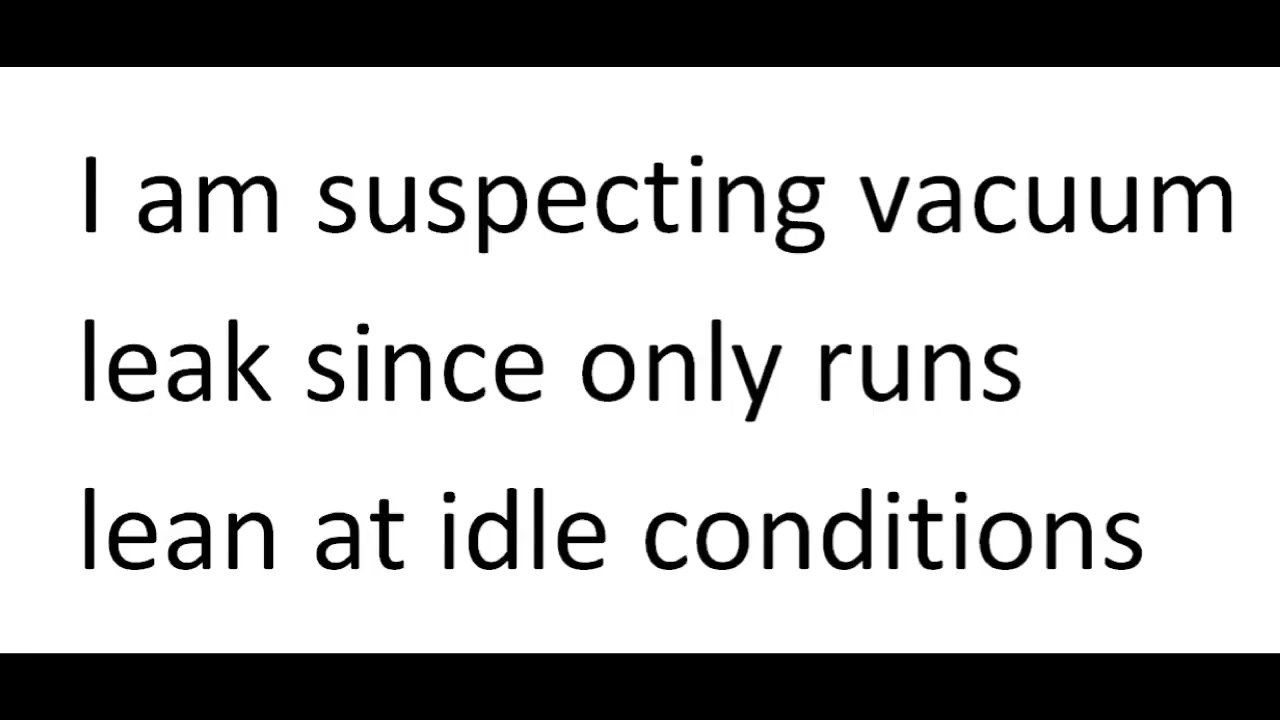 I am suspecting vacuum
leak since only runs
lean at idle conditions